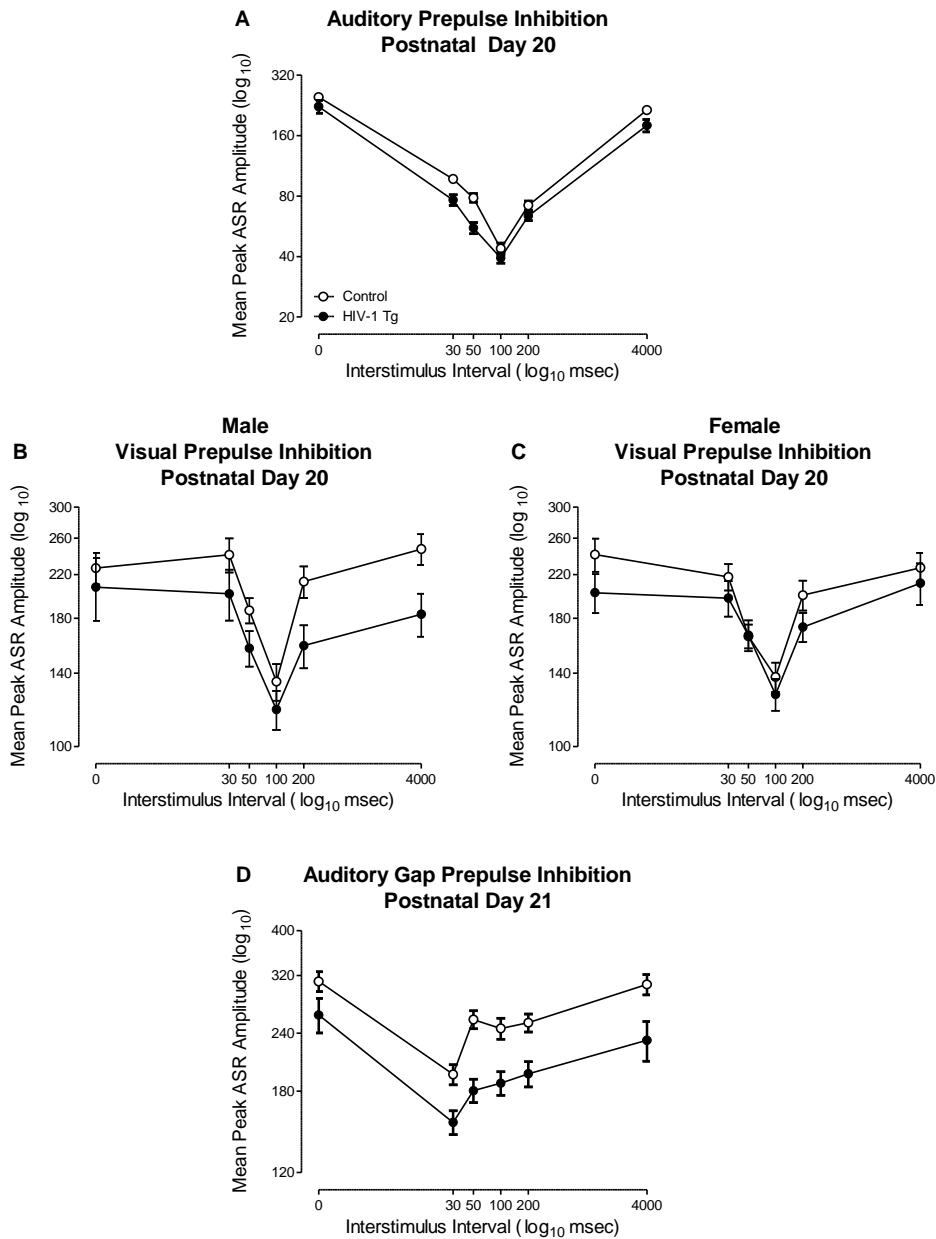 A
Auditory Prepulse Inhibition
Postnatal Day 20
Mean Peak ASR Amplitude (log10)
320
160
80
40
20
Control
HIV-1 Tg
0 30 50 100 200 4000
Interstimulus Interval ( log10 msec)
B
Male
Visual Prepulse Inhibition
Postnatal Day 20
Mean Peak ASR Amplitude (log 10)
300
260
220
180
140
100
0 30 50 100 200 4000
Interstimulus Interval ( log10 msec)
C
Female
Visual Prepulse Inhibition
Postnatal Day 20
Mean Peak ASR Amplitude (log 10)
300
260
220
180
140
100
0 30 50 100 200 4000
Interstimulus Interval ( log10 msec)
D
Auditory Gap Prepulse Inhibition
Postnatal Day 21
Mean Peak ASR Amplitude (log10)
400
320
240
180
120
0 30 50 100 200 4000
Interstimulus Interval ( log10 msec)